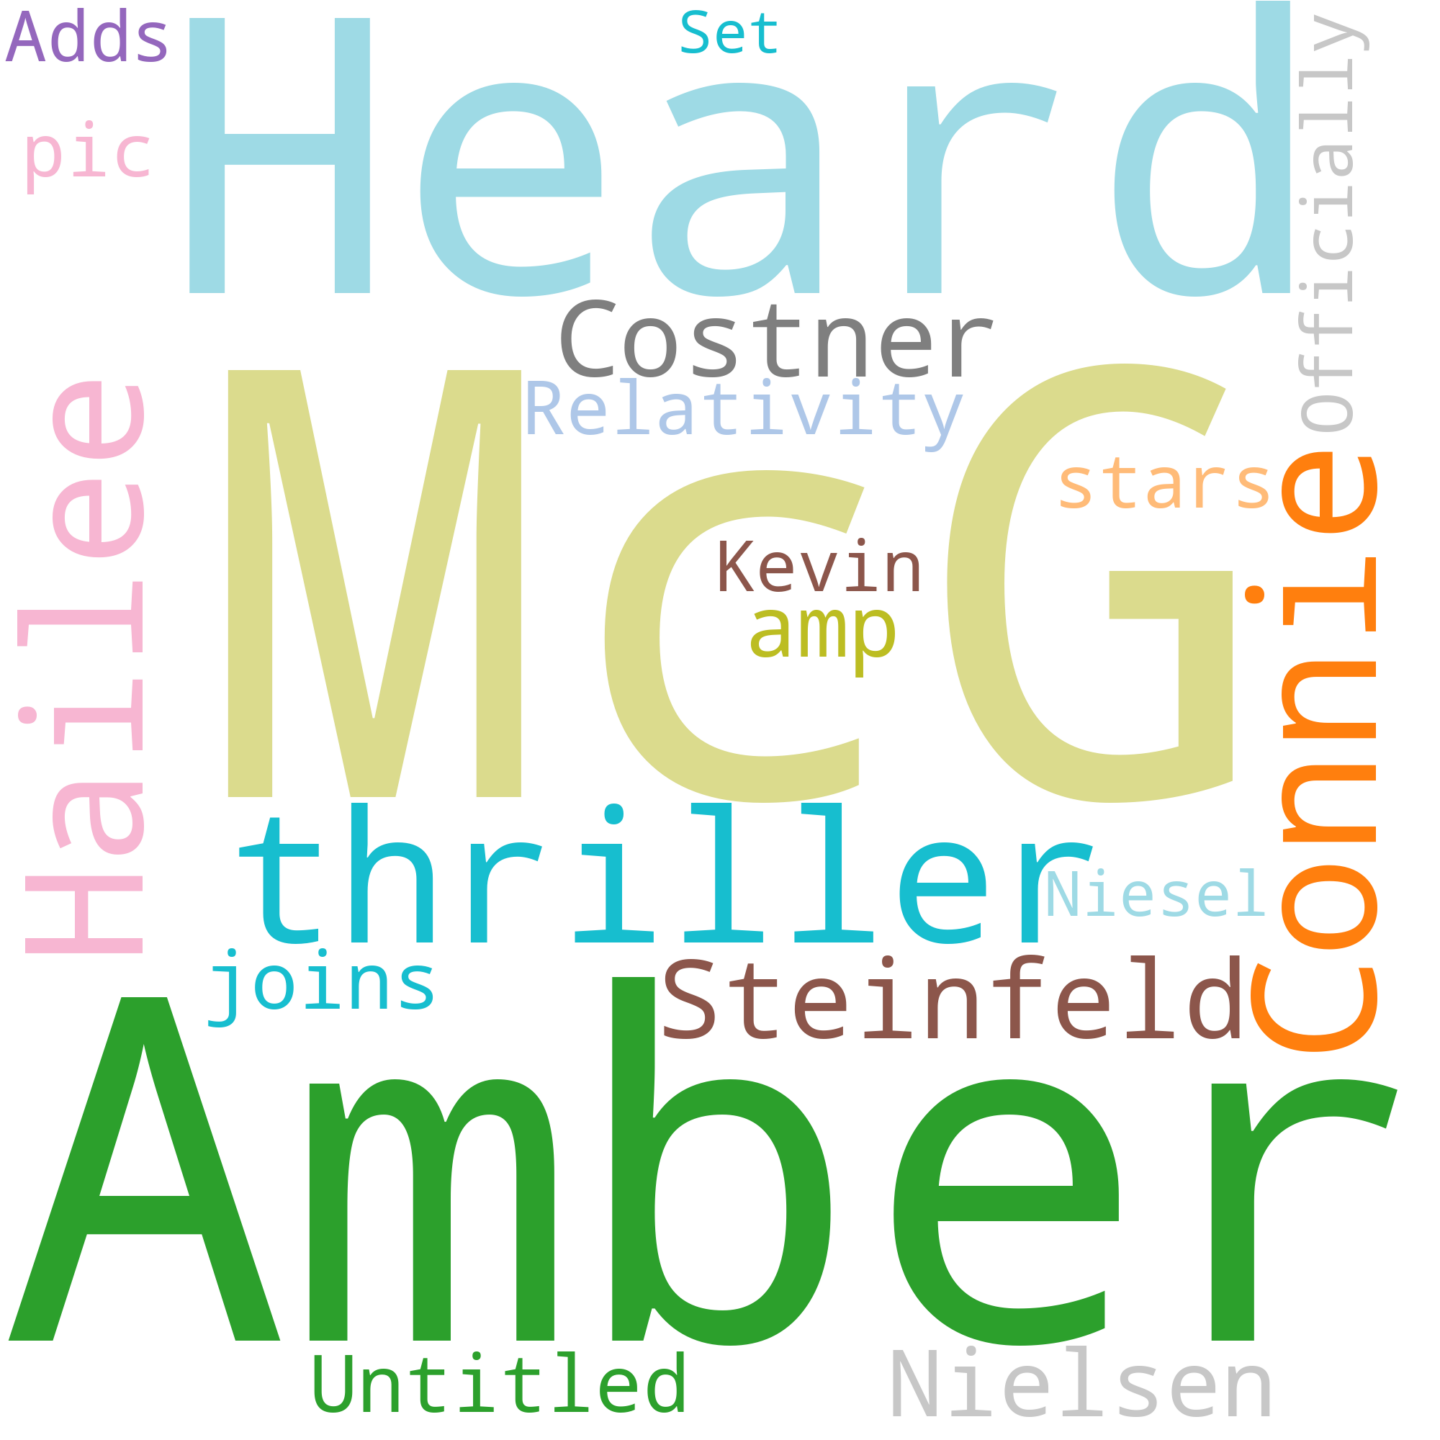 Adds
Set
Heard
officially
pic
Costner
Relativity
McG
Hailee
stars
Connie
Kevin
amp
thriller
Niesel
joins
Steinfeld
Amber
Untitled
Nielsen